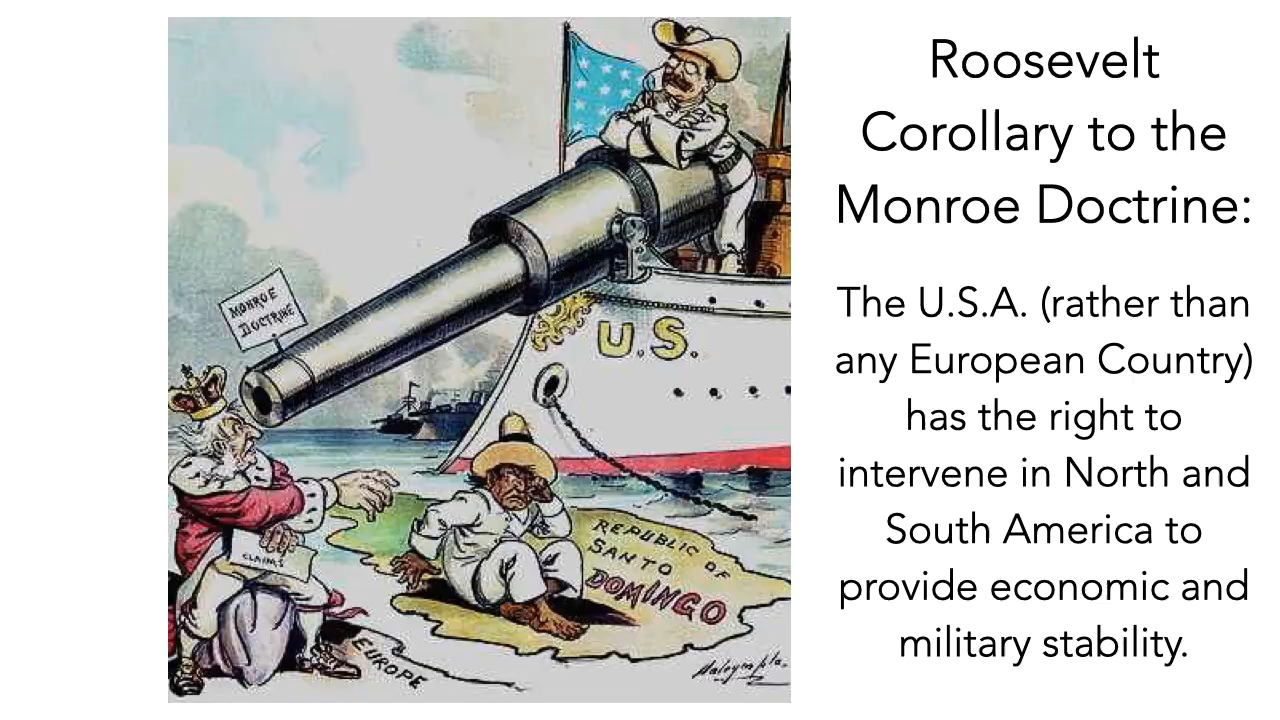 MONROE
DOCTRINE
U.S.
CLAIMS
REPUBLIC OF
SANTO
DOMINGO
EUROPE
Roosevelt
Corollary to the
Monroe Doctrine:
The U.S.A. (rather than
any European Country)
has the right to
intervene in North and
South America to
provide economic and
military stability.